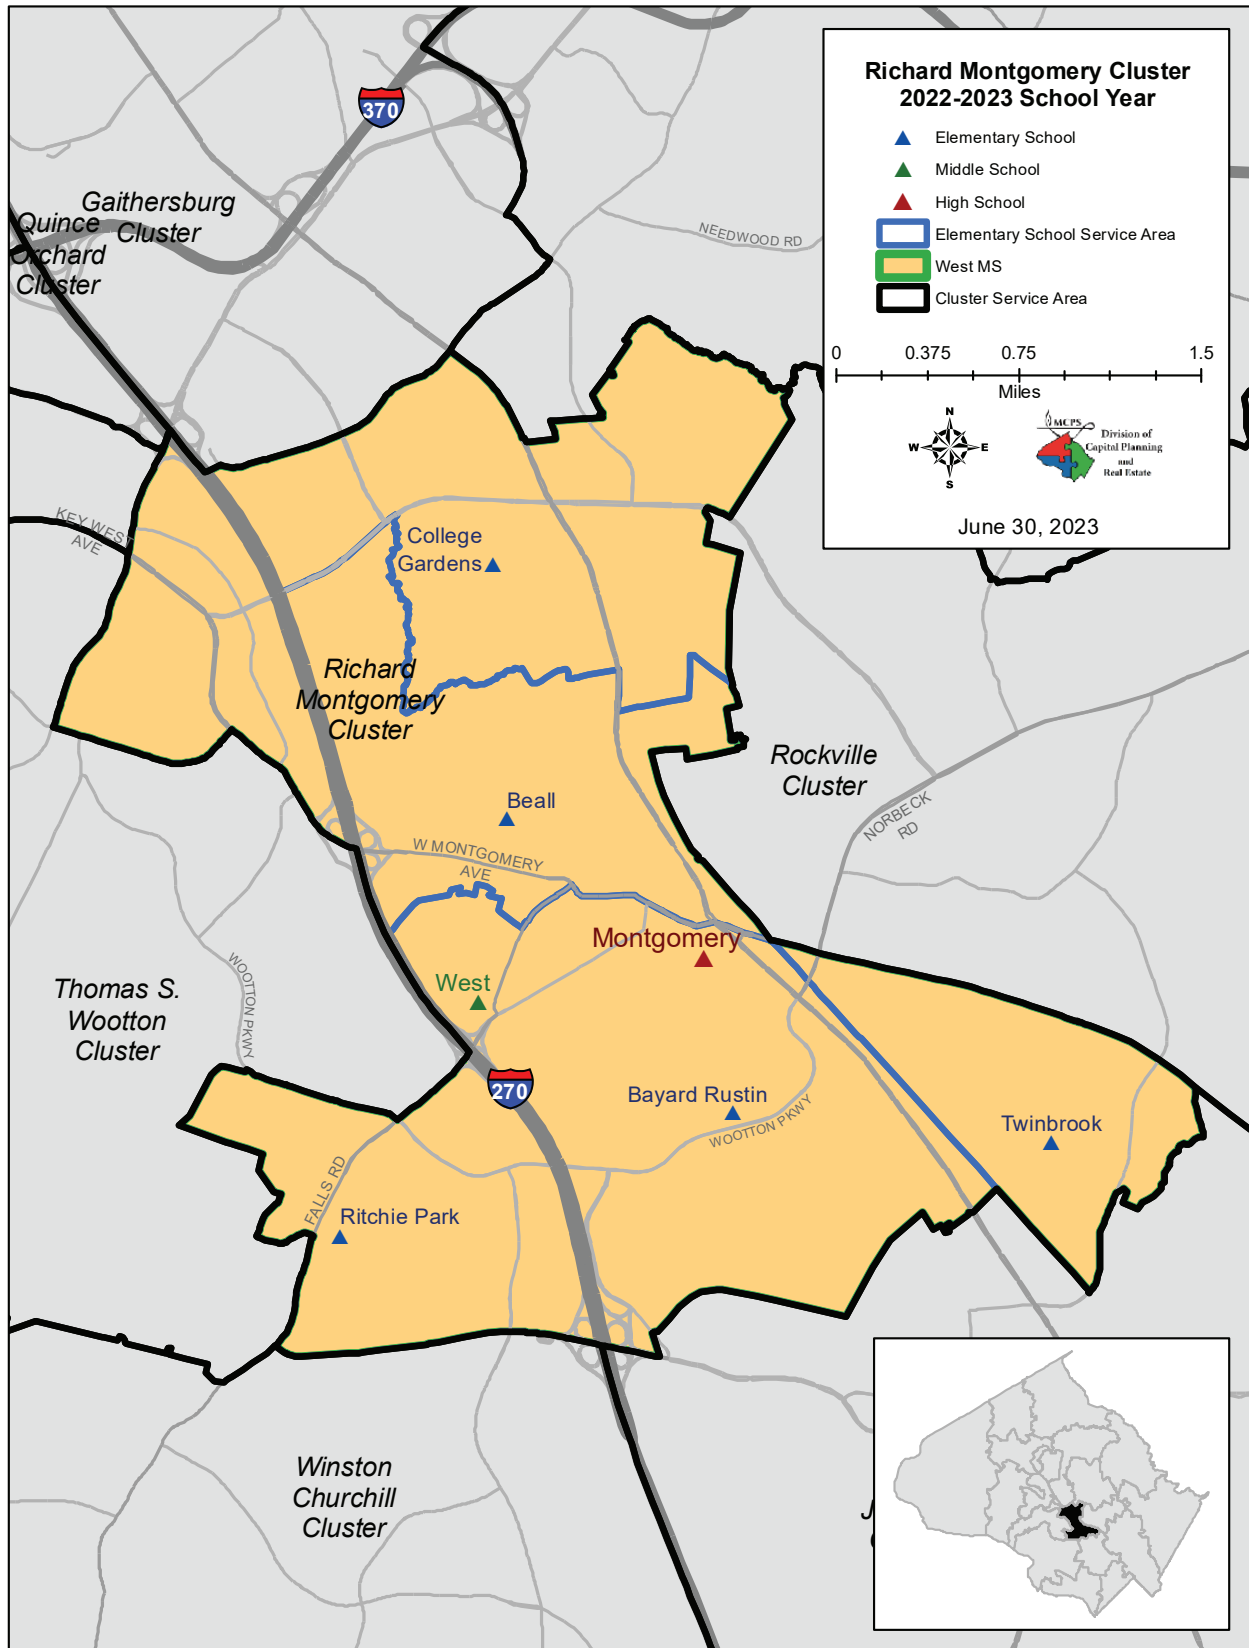 Richard Montgomery Cluster
2022-2023 School Year
Elementary School
Middle School
High School
Elementary School Service Area
West MS
Cluster Service Area
0 0.375 0.75 1.5
Miles
N
W E
S
MCPS
Division of
Capital Planning
and
Real Estate
June 30, 2023
370
Gaithersburg
Cluster
Quince
Orchard
Cluster
NEEDWOOD RD
KEY WEST
AVE
College
Gardens
Richard
Montgomery
Cluster
Rockville
Cluster
NORBECK
RD
Beall
W MONTGOMERY
AVE
Montgomery
West
WOOTTON PKWY
Thomas S.
Wootton
Cluster
270
Bayard Rustin
WOOTTON PKWY
Twinbrook
FALLS RD
Ritchie Park
Winston
Churchill
Cluster